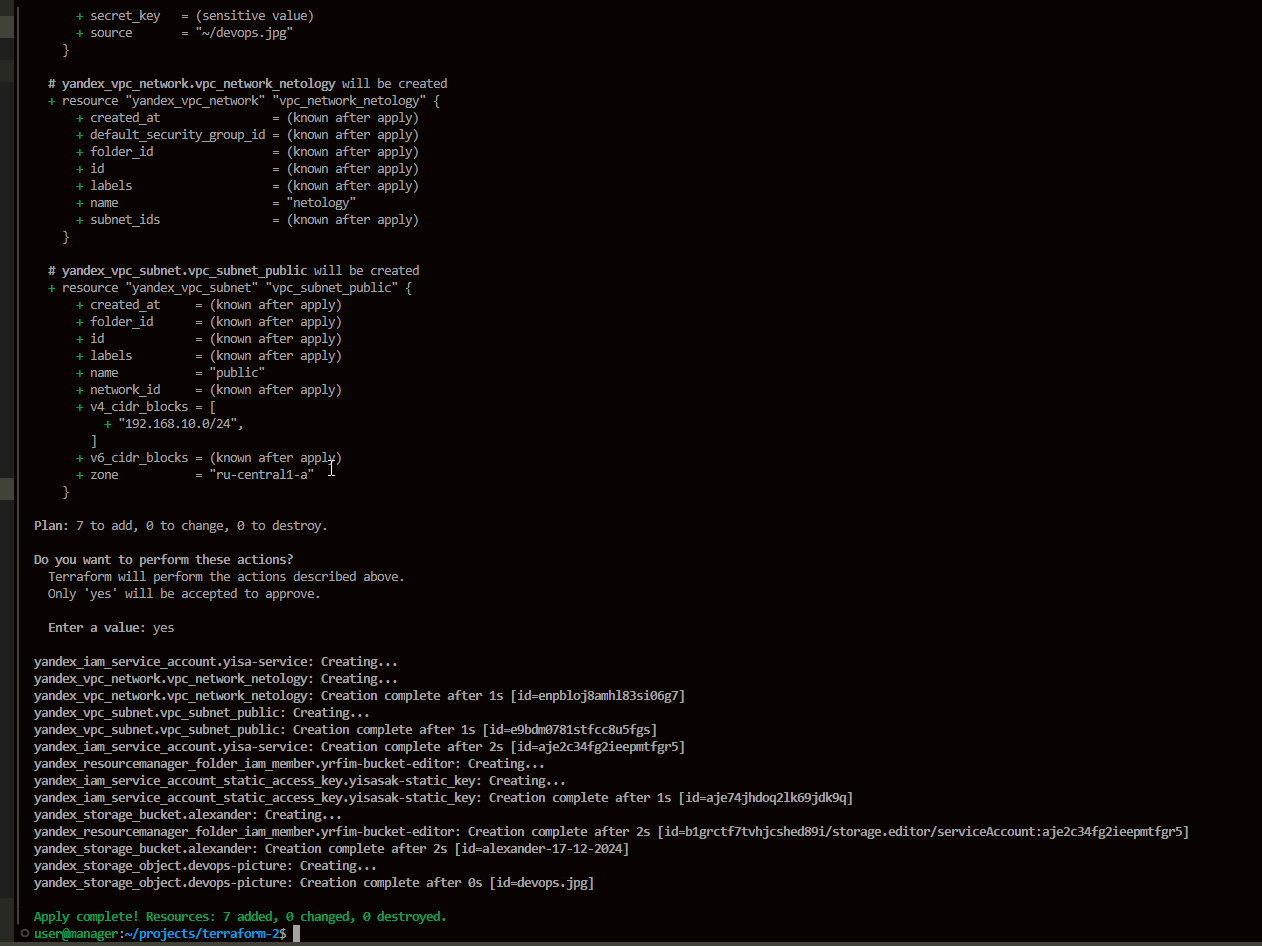 + secret_key   = (sensitive value)
+ source       = "~/devops.jpg"
}
# yandex_vpc_network.vpc_network_netology will be created
+ resource "yandex_vpc_network" "vpc_network_netology" {
+ created_at                = (known after apply)
+ default_security_group_id = (known after apply)
+ folder_id                 = (known after apply)
+ id                        = (known after apply)
+ labels                    = (known after apply)
+ name                      = "netology"
+ subnet_ids                = (known after apply)
}
# yandex_vpc_subnet.vpc_subnet_public will be created
+ resource "yandex_vpc_subnet" "vpc_subnet_public" {
+ created_at     = (known after apply)
+ folder_id      = (known after apply)
+ id             = (known after apply)
+ labels         = (known after apply)
+ name           = "public"
+ network_id     = (known after apply)
+ v4_cidr_blocks = [
+ "192.168.10.0/24",
]
+ v6_cidr_blocks = (known after apply)
+ zone           = "ru-central1-a"
}
Plan: 7 to add, 0 to change, 0 to destroy.
Do you want to perform these actions?
Terraform will perform the actions described above.
Only 'yes' will be accepted to approve.
Enter a value: yes
yandex_iam_service_account.yisa-service: Creating...
yandex_vpc_network.vpc_network_netology: Creating...
yandex_vpc_network.vpc_network_netology: Creation complete after 1s [id=enpbloj8amhl83si06g7]
yandex_vpc_subnet.vpc_subnet_public: Creating...
yandex_vpc_subnet.vpc_subnet_public: Creation complete after 1s [id=e9bdm0781stfcc8u5fgs]
yandex_iam_service_account.yisa-service: Creation complete after 2s [id=aje2c34fg2ieepmtfgr5]
yandex_resourcemanager_folder_iam_member.yrfim-bucket-editor: Creating...
yandex_iam_service_account_static_access_key.yisasak-static_key: Creating...
yandex_iam_service_account_static_access_key.yisasak-static_key: Creation complete after 1s [id=aje74jhdoq2lk69jdk9q]
yandex_storage_bucket.alexander: Creating...
yandex_resourcemanager_folder_iam_member.yrfim-bucket-editor: Creation complete after 2s [id=b1grctf7tvhjcshed89i/storage.editor/serviceAccount:aje2c34fg2ieepmtfgr5]
yandex_storage_bucket.alexander: Creation complete after 2s [id=alexander-17-12-2024]
yandex_storage_object.devops-picture: Creating...
yandex_storage_object.devops-picture: Creation complete after 0s [id=devops.jpg]
Apply complete! Resources: 7 added, 0 changed, 0 destroyed.
user@manager:~/projects/terraform-2$